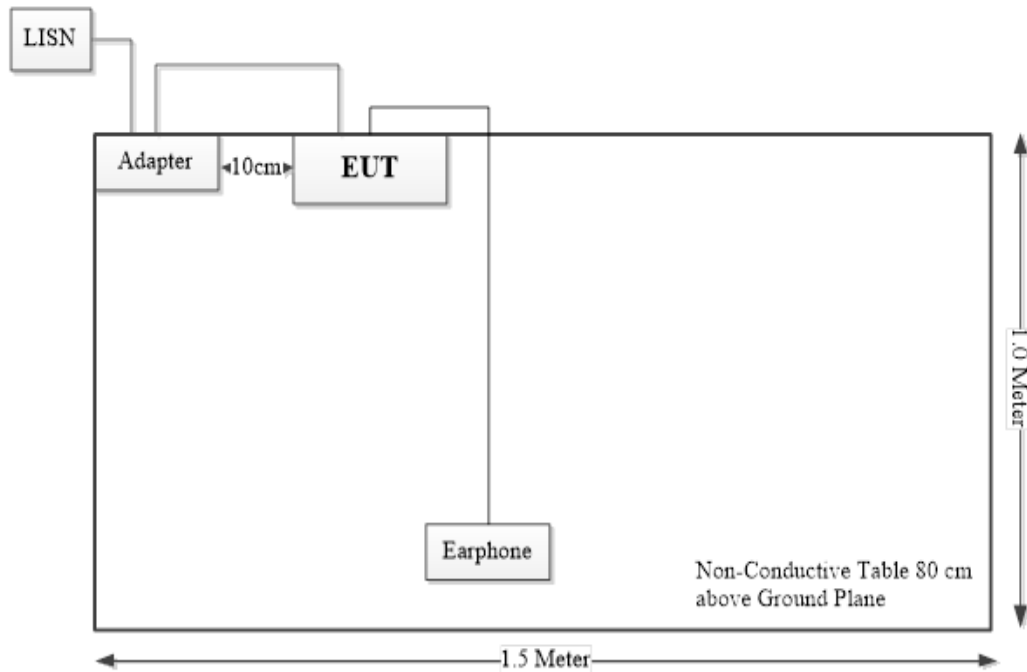 LISN
Adapter
10cm
EUT
1.0 Meter
Earphone
Non-Conductive Table 80 cm
above Ground Plane
1.5 Meter